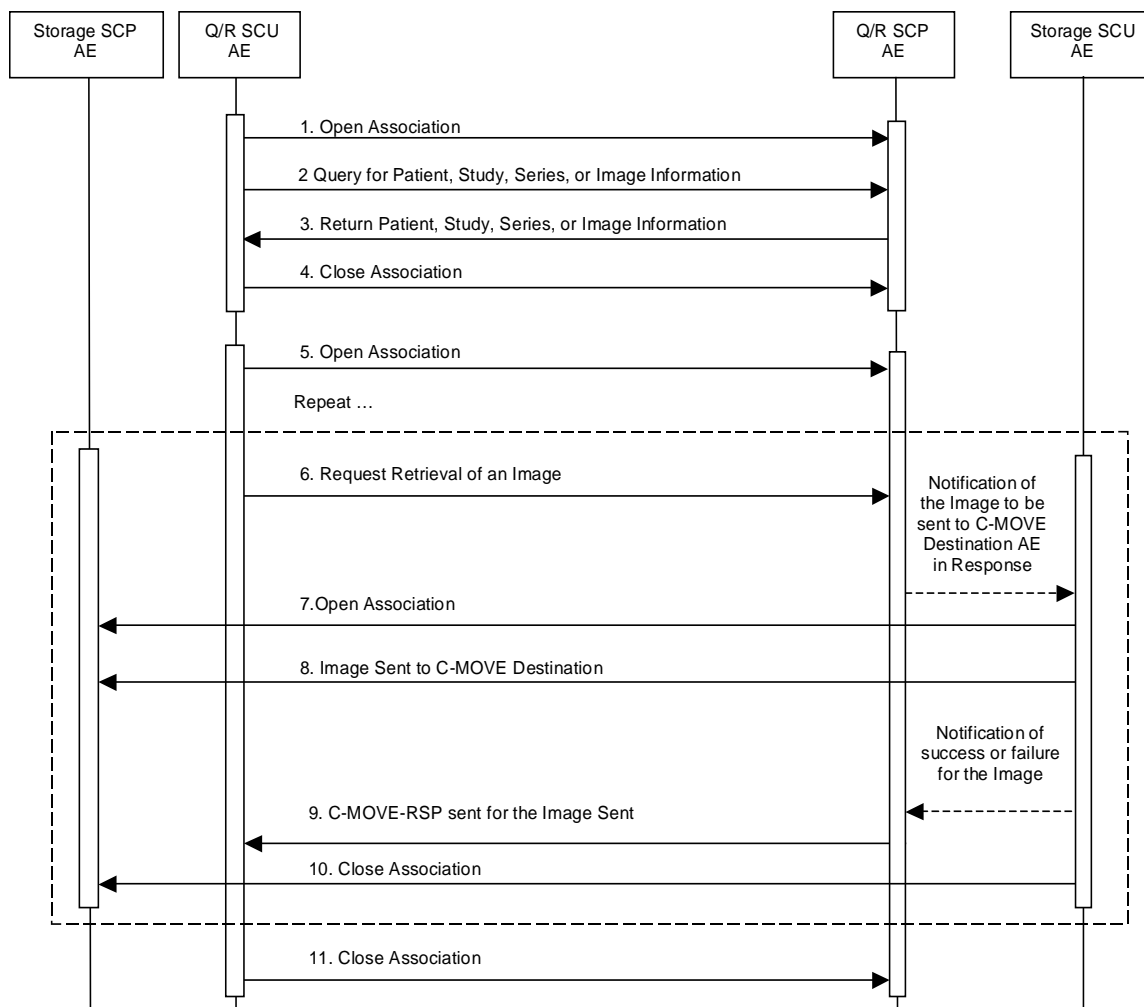 Storage SCP
AE
Q/R SCU
AE
Q/R SCP
AE
Storage SCU
AE
1. Open Association
2 Query for Patient, Study, Series, or Image Information
3. Return Patient, Study, Series, or Image Information
4. Close Association
5. Open Association
Repeat …
6. Request Retrieval of an Image
Notification of
the Image to be
sent to C-MOVE
Destination AE
in Response
7.Open Association
8. Image Sent to C-MOVE Destination
Notification of
success or failure
for the Image
9. C-MOVE-RSP sent for the Image Sent
10. Close Association
11. Close Association